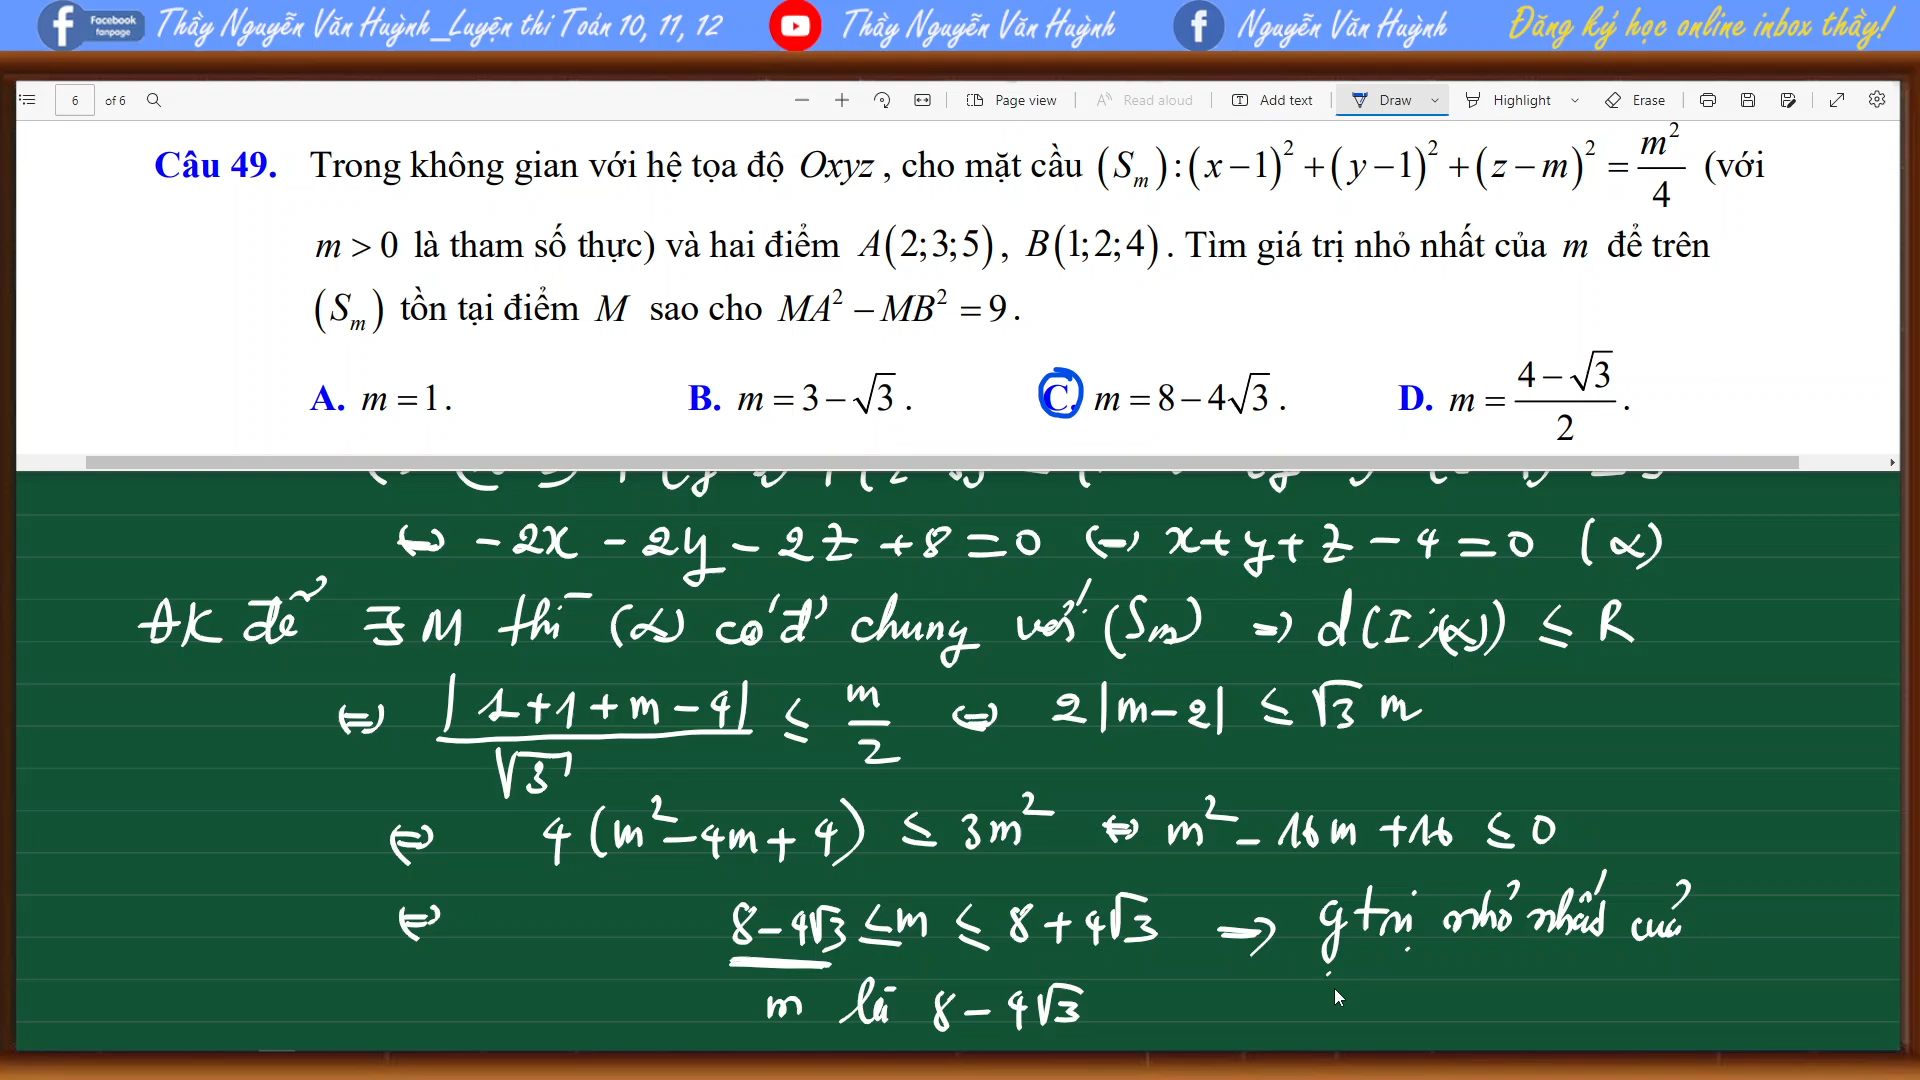 Facebook fanpage Thầy Nguyễn Văn Huỳnh_Luyện thi Toán 10, 11, 12 Thầy Nguyễn Văn Huỳnh f Nguyễn Văn Huỳnh Đăng ký học online inbox thầy!
6 of 6 Page view Read aloud Add text Draw Highlight Erase
Câu 49. Trong không gian với hệ tọa độ Oxyz, cho mặt cầu (Sₘ):(x−1)²+(y−1)²+(z−m)²=m²/4 (với
m > 0 là tham số thực) và hai điểm A(2;3;5), B(1;2;4). Tìm giá trị nhỏ nhất của m để trên
(Sₘ) tồn tại điểm M sao cho MA² − MB² = 9.
A. m = 1. B. m = 3 − √3. C. m = 8 − 4√3. D. m = (4 − √3)/2.
⇔ −2x − 2y − 2z + 8 = 0 ⇔ x + y + z − 4 = 0 (α)
ĐK để ∃ M thì (α) có đ' chung với (Sₘ) ⇒ d(I;(α)) ≤ R
⇔ |1+1+m−4|/√3 ≤ m/2 ⇔ 2|m−2| ≤ √3 m
⇔ 4(m²−4m+4) ≤ 3m² ⇔ m² − 16m + 16 ≤ 0
⇔ 8−4√3 ≤ m ≤ 8+4√3 ⇒ gtrị nhỏ nhất của
m là 8 − 4√3